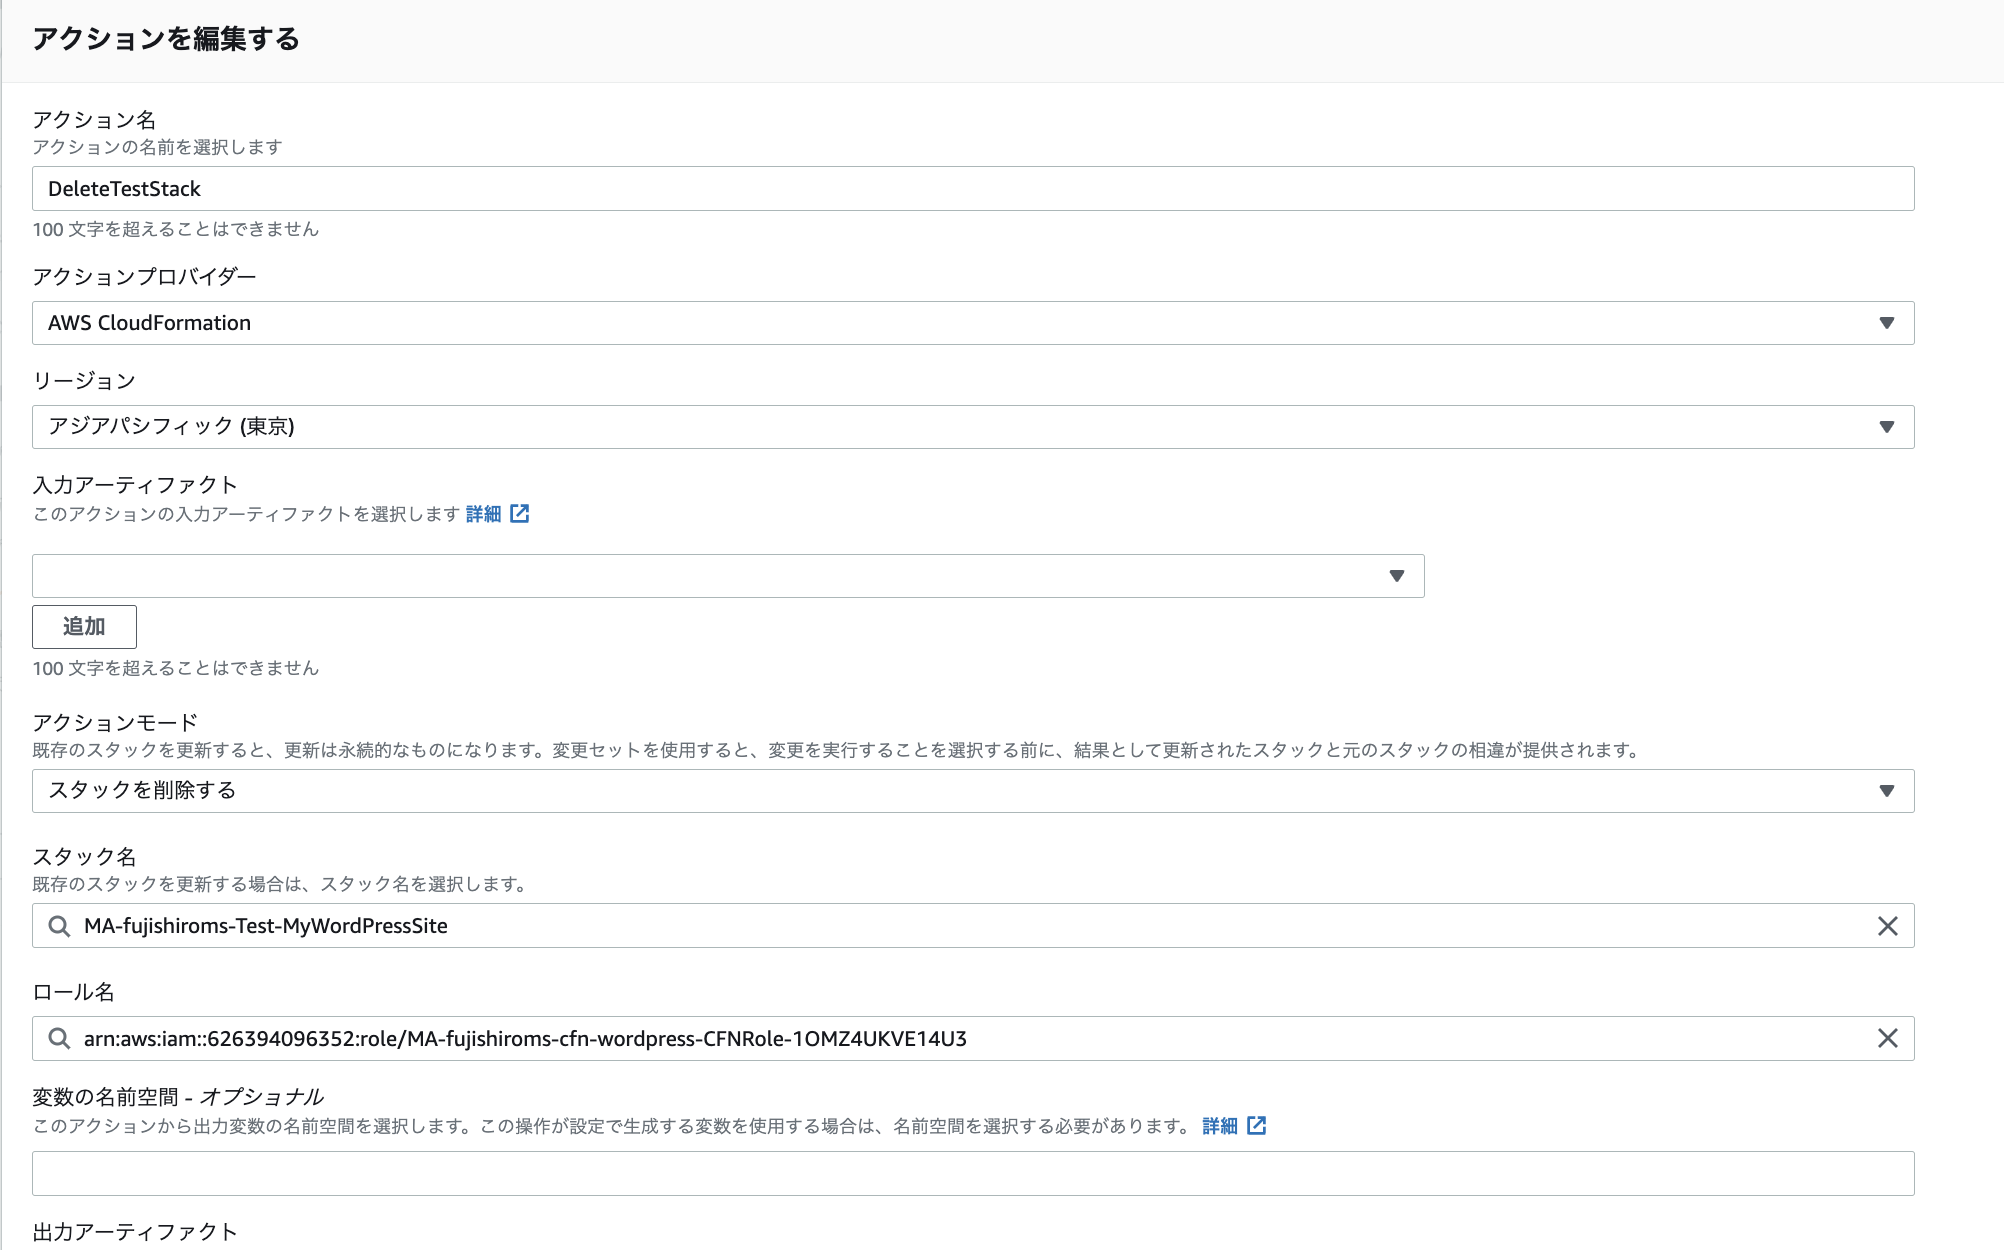 アクションを編集する
アクション名
アクションの名前を選択します
DeleteTestStack
100 文字を超えることはできません
アクションプロバイダー
AWS CloudFormation
リージョン
アジアパシフィック (東京)
入力アーティファクト
このアクションの入力アーティファクトを選択します 詳細
追加
100 文字を超えることはできません
アクションモード
既存のスタックを更新すると、更新は永続的なものになります。変更セットを使用すると、変更を実行することを選択する前に、結果として更新されたスタックと元のスタックの相違が提供されます。
スタックを削除する
スタック名
既存のスタックを更新する場合は、スタック名を選択します。
MA-fujishiroms-Test-MyWordPressSite
ロール名
arn:aws:iam::626394096352:role/MA-fujishiroms-cfn-wordpress-CFNRole-1OMZ4UKVE14U3
変数の名前空間 - オプショナル
このアクションから出力変数の名前空間を選択します。この操作が設定で生成する変数を使用する場合は、名前空間を選択する必要があります。 詳細
出力アーティファクト